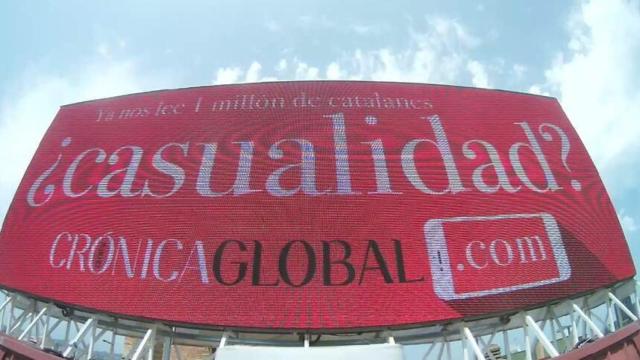 Ya nos lee 1 millón de catalanes
¿casualidad?
CRÓNICAGLOBAL.com